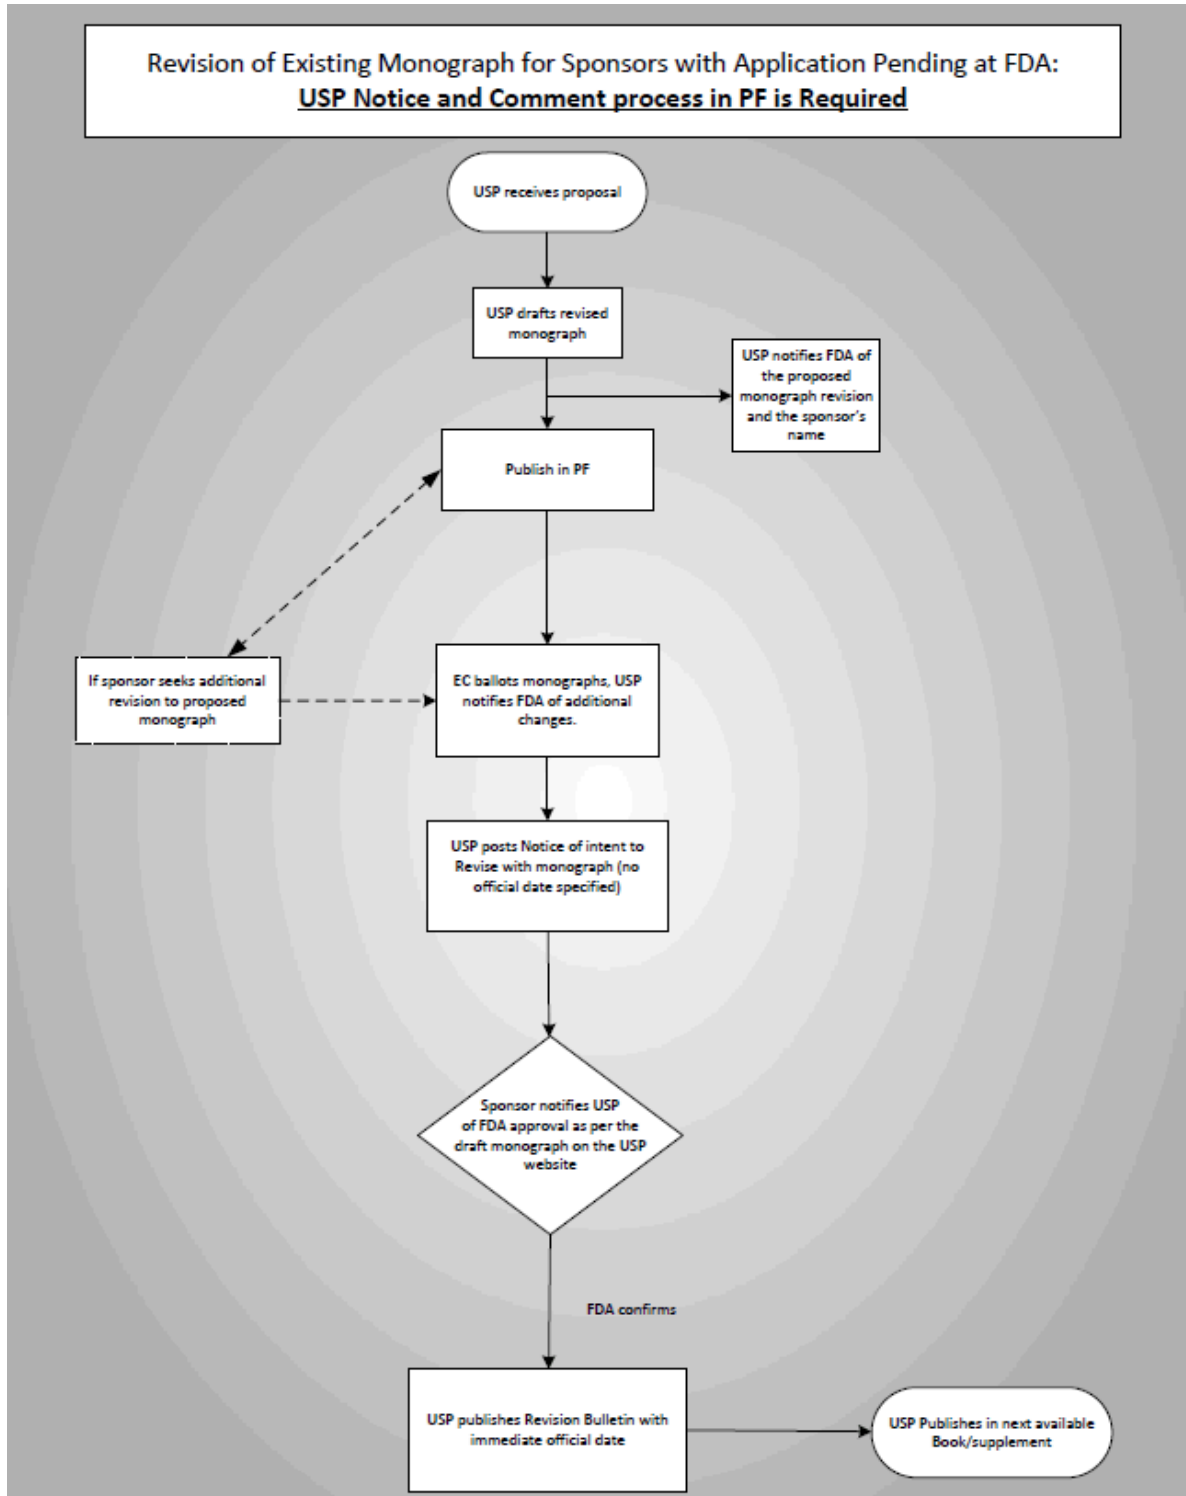 Revision of Existing Monograph for Sponsors with Application Pending at FDA:
USP Notice and Comment process in PF is Required
USP receives proposal
USP drafts revised
monograph
USP notifies FDA of
the proposed
monograph revision
and the sponsor's
name
Publish in PF
If sponsor seeks additional
revision to proposed
monograph
EC ballots monographs, USP
notifies FDA of additional
changes.
USP posts Notice of intent to
Revise with monograph (no
official date specified)
Sponsor notifies USP
of FDA approval as per the
draft monograph on the USP
website
FDA confirms
USP publishes Revision Bulletin with
immediate official date
USP Publishes in next available
Book/supplement